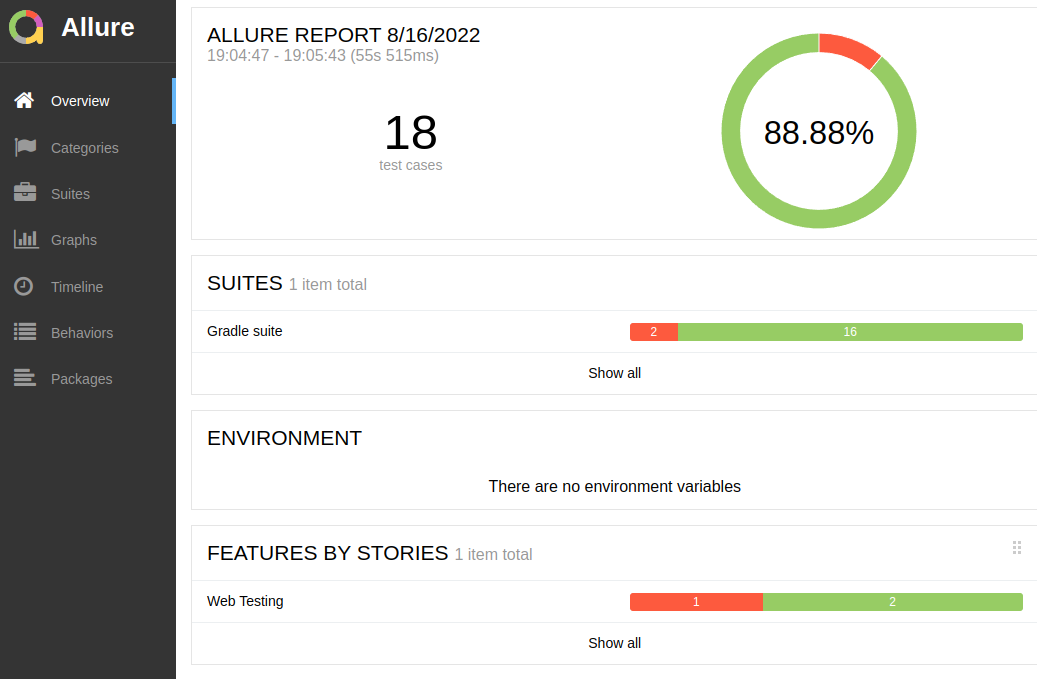 Allure
Overview
Categories
Suites
Graphs
Timeline
Behaviors
Packages
ALLURE REPORT 8/16/2022
19:04:47 - 19:05:43 (55s 515ms)
18
test cases
88.88%
SUITES 1 item total
Gradle suite 2 16
Show all
ENVIRONMENT
There are no environment variables
FEATURES BY STORIES 1 item total
Web Testing 1 2
Show all